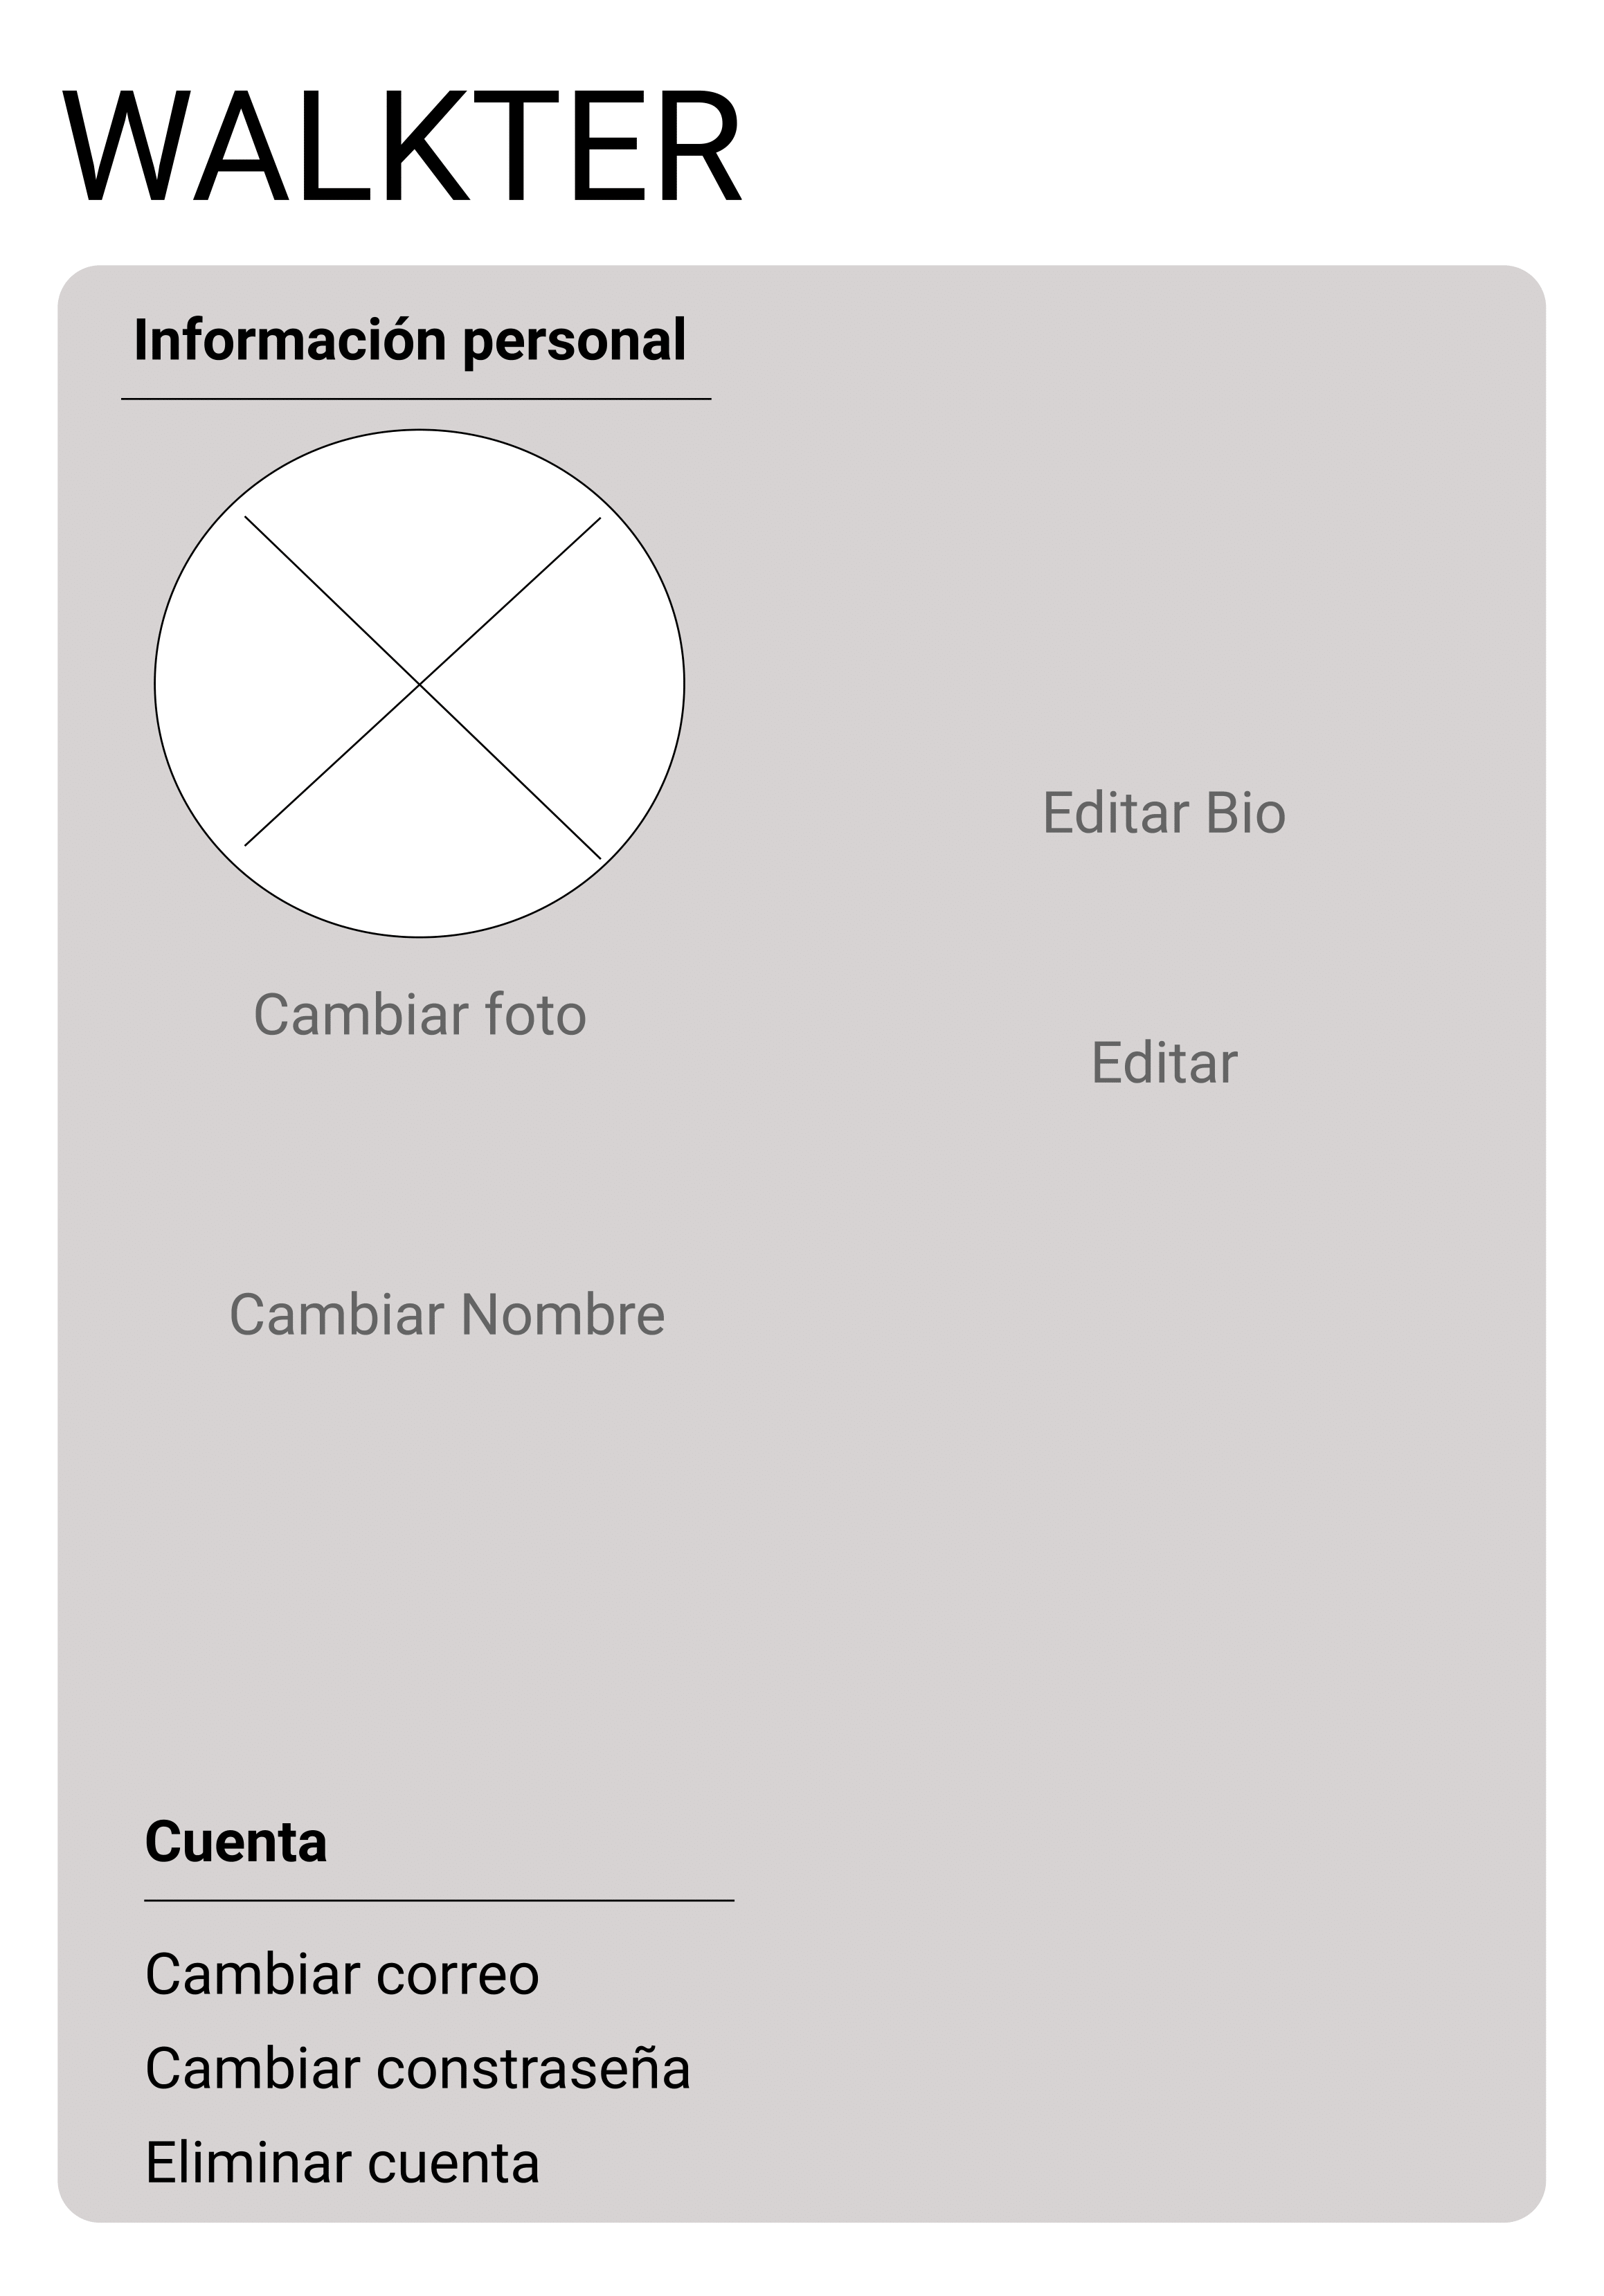 WALKTER
Información personal
Editar Bio
Cambiar foto
Editar
Cambiar Nombre
Cuenta
Cambiar correo
Cambiar constraseña
Eliminar cuenta